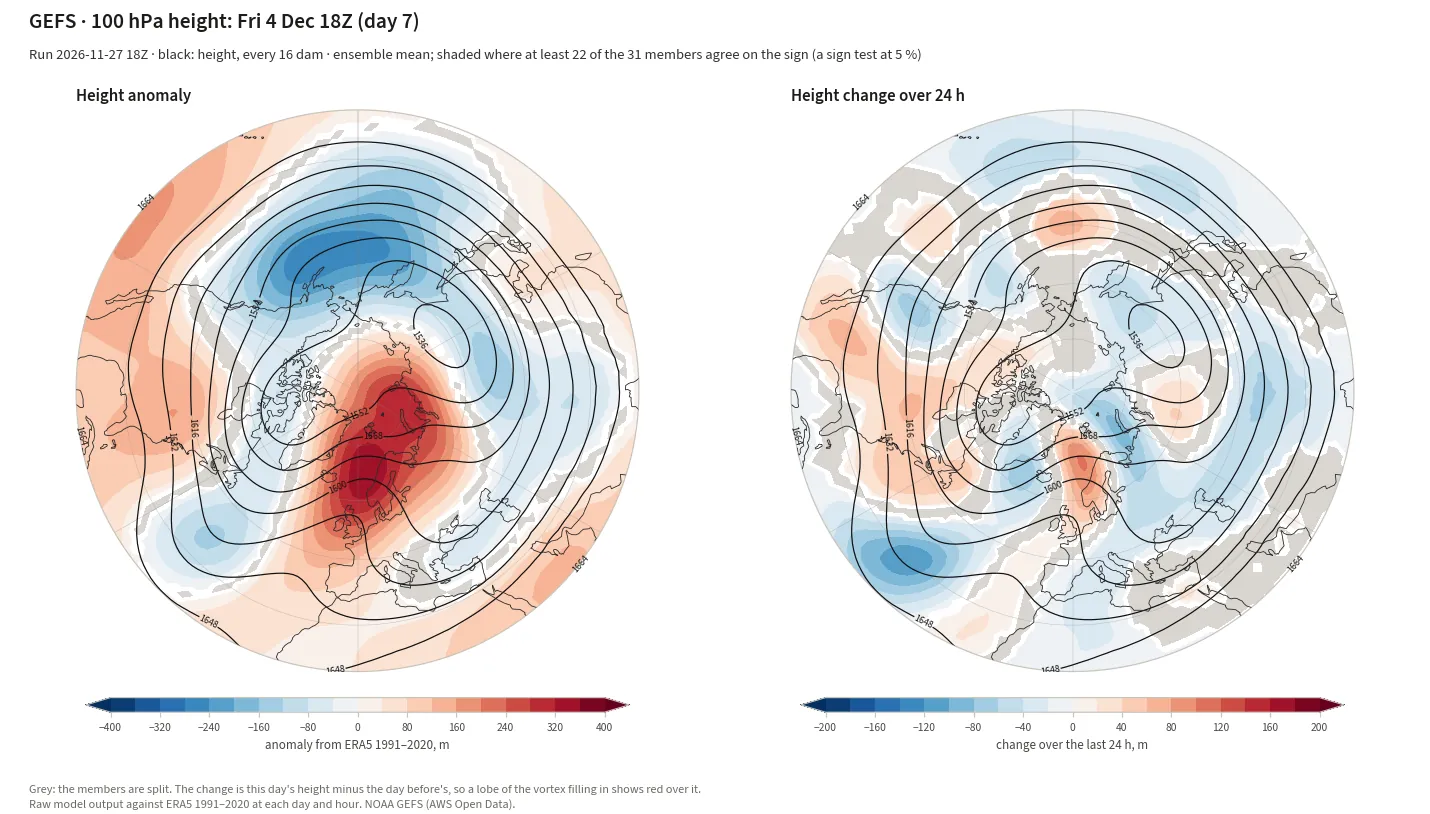 GEFS · 100 hPa height: Fri 4 Dec 18Z (day 7)
Run 2026-11-27 18Z · black: height, every 16 dam · ensemble mean; shaded where at least 22 of the 31 members agree on the sign (a sign test at 5 %)
Height anomaly
Height change over 24 h
1664
1664
1536
1536
1552
1552
1568
1568
1616
1616
1632
1600
1600
1664
1664
1648
1648
1648
1648
−400 −320 −240 −160 −80 0 80 160 240 320 400
anomaly from ERA5 1991–2020, m
−200 −160 −120 −80 −40 0 40 80 120 160 200
change over the last 24 h, m
Grey: the members are split. The change is this day's height minus the day before's, so a lobe of the vortex filling in shows red over it.
Raw model output against ERA5 1991–2020 at each day and hour. NOAA GEFS (AWS Open Data).